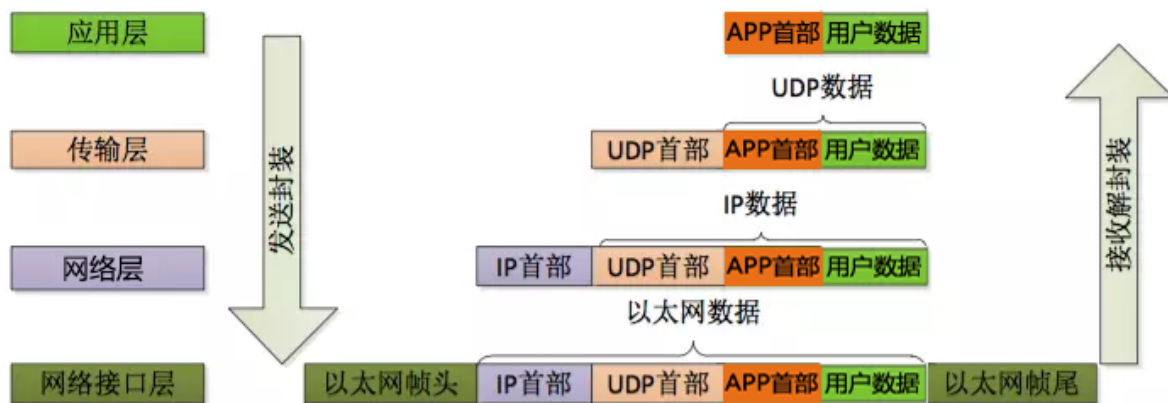 应用层
APP首部 用户数据
UDP数据
传输层
UDP首部 APP首部 用户数据
发送封装
接收解封装
IP数据
网络层
IP首部 UDP首部 APP首部 用户数据
以太网数据
网络接口层
以太网帧头 IP首部 UDP首部 APP首部 用户数据 以太网帧尾